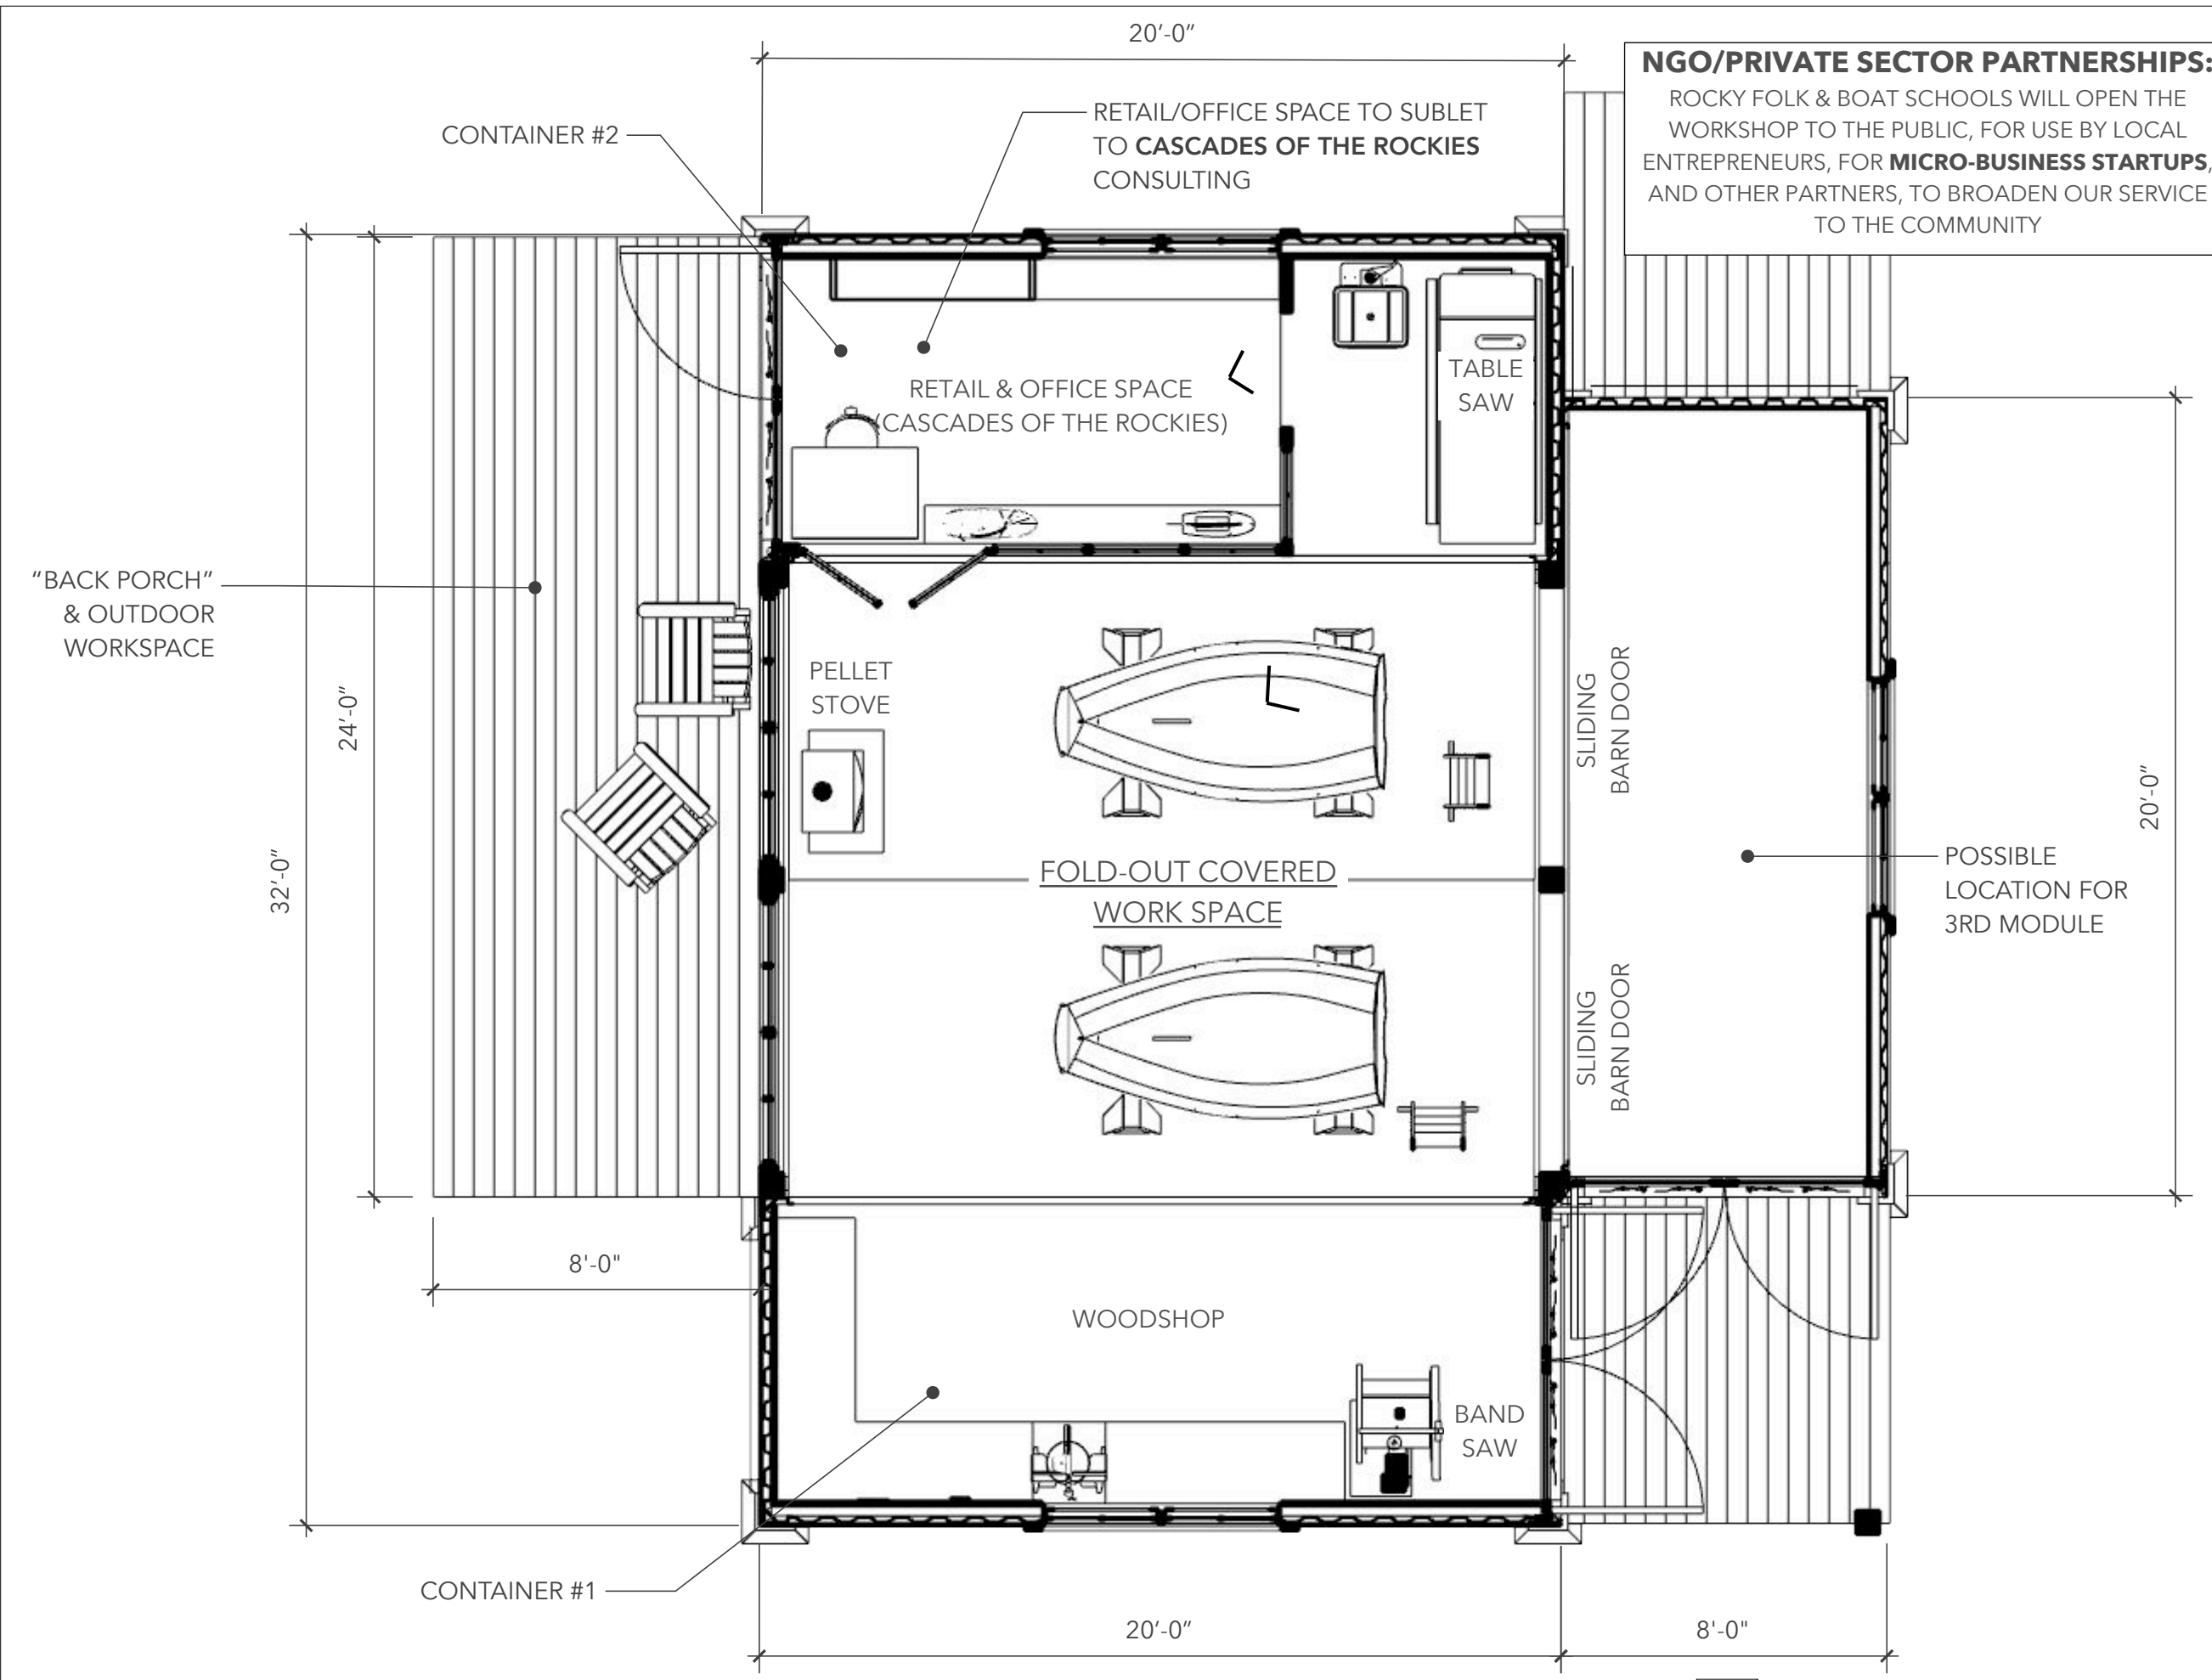 20'-0"
NGO/PRIVATE SECTOR PARTNERSHIPS:
ROCKY FOLK & BOAT SCHOOLS WILL OPEN THE
WORKSHOP TO THE PUBLIC, FOR USE BY LOCAL
ENTREPRENEURS, FOR MICRO-BUSINESS STARTUPS,
AND OTHER PARTNERS, TO BROADEN OUR SERVICE
TO THE COMMUNITY
CONTAINER #2
RETAIL/OFFICE SPACE TO SUBLET
TO CASCADES OF THE ROCKIES
CONSULTING
RETAIL & OFFICE SPACE
(CASCADES OF THE ROCKIES)
TABLE
SAW
"BACK PORCH"
& OUTDOOR
WORKSPACE
24'-0"
32'-0"
PELLET
STOVE
SLIDING
BARN DOOR
20'-0"
FOLD-OUT COVERED
WORK SPACE
POSSIBLE
LOCATION FOR
3RD MODULE
SLIDING
BARN DOOR
8'-0"
WOODSHOP
BAND
SAW
CONTAINER #1
20'-0"
8'-0"